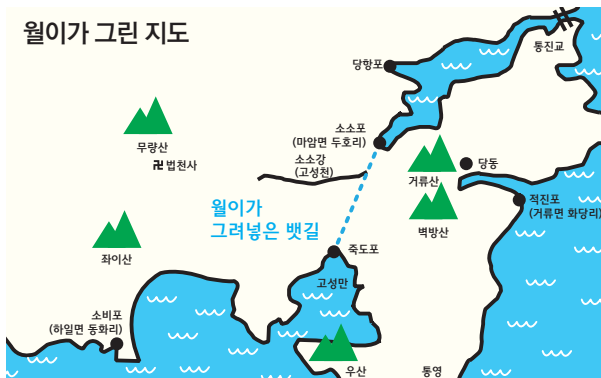 월이가 그린 지도
통진교
당항포
소소포
(마암면 두호리)
무량산
卍 법천사
소소강
(고성천)
거류산
당동
적진포
(거류면 화당리)
월이가
그려넣은 뱃길
벽방산
좌이산
죽도포
고성만
소비포
(하일면 동화리)
우산
통영